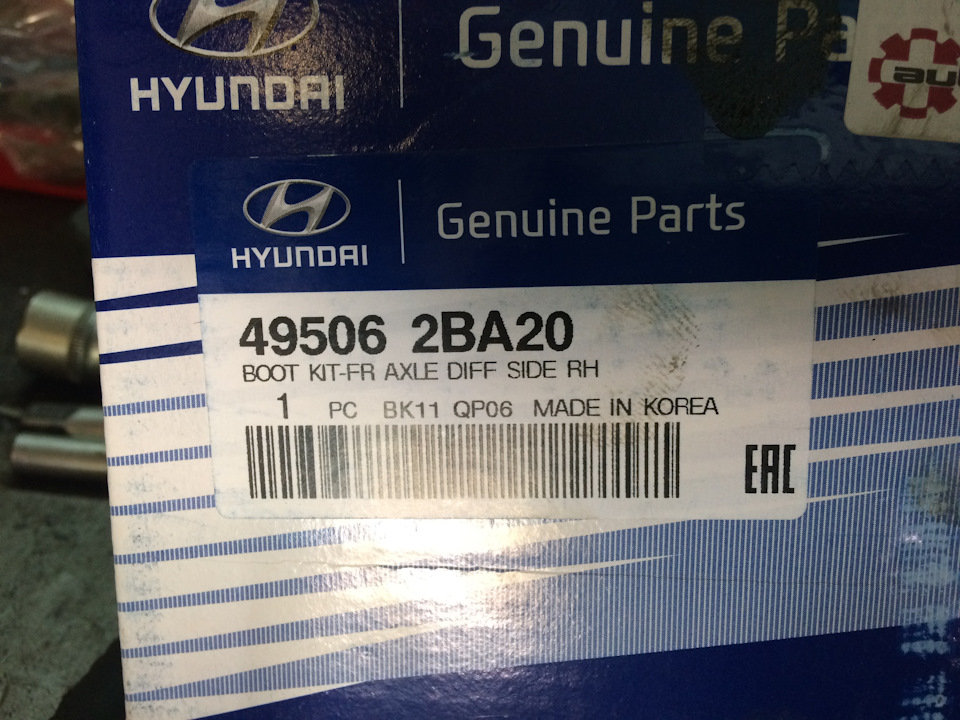 HYUNDAI
Genuine Pa
HYUNDAI
Genuine Parts
49506 2BA20
BOOT KIT-FR AXLE DIFF SIDE RH
1 PC BK11 QP06 MADE IN KOREA
EAC